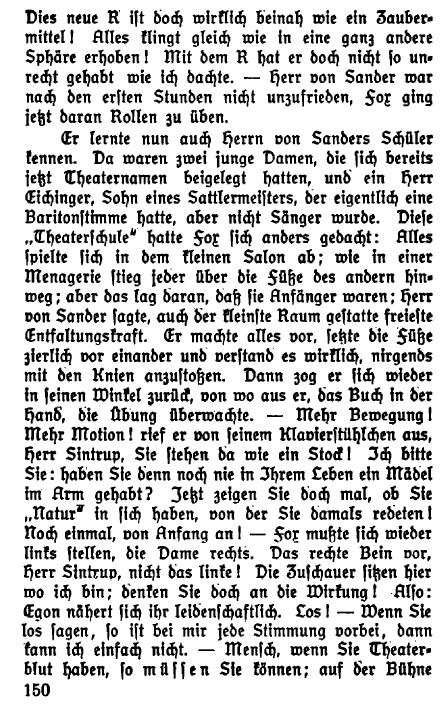 Dies neue R ist doch wirklich beinah wie ein Zauber-
mittel! Alles klingt gleich wie in eine ganz andere
Sphäre erhoben! Mit dem R hat er doch nicht so un-
recht gehabt wie ich dachte. — Herr von Sander war
nach den ersten Stunden nicht unzufrieden, Fox ging
jetzt daran Rollen zu üben.
Er lernte nun auch Herrn von Sanders Schüler
kennen. Da waren zwei junge Damen, die sich bereits
jetzt Theaternamen beigelegt hatten, und ein Herr
Eichinger, Sohn eines Sattlermeisters, der eigentlich eine
Baritonstimme hatte, aber nicht Sänger wurde. Diese
„Theaterschule“ hatte Fox sich anders gedacht: Alles
spielte sich in dem kleinen Salon ab; wie in einer
Menagerie stieg jeder über die Füße des andern hin-
weg; aber das lag daran, daß sie Anfänger waren; Herr
von Sander sagte, auch der kleinste Raum gestatte freieste
Entfaltungskraft. Er machte alles vor, setzte die Füße
zierlich vor einander und verstand es wirklich, nirgends
mit den Knien anzustoßen. Dann zog er sich wieder
in seinen Winkel zurück, von wo aus er, das Buch in der
Hand, die Übung überwachte. — Mehr Bewegung!
Mehr Motion! rief er von seinem Klavierstühlchen aus,
Herr Sintrup, Sie stehen da wie ein Stock! Ich bitte
Sie: haben Sie denn noch nie in Ihrem Leben ein Mädel
im Arm gehabt? Jetzt zeigen Sie doch mal, ob Sie
„Natur“ in sich haben, von der Sie damals redeten!
Noch einmal, von Anfang an! — Fox mußte sich wieder
links stellen, die Dame rechts. Das rechte Bein vor,
Herr Sintrup, nicht das linke! Die Zuschauer sitzen hier
wo ich bin; denken Sie doch an die Wirkung! Also:
Egon nähert sich ihr leidenschaftlich. Los! — Wenn Sie
los sagen, so ist bei mir jede Stimmung vorbei, dann
kann ich einfach nicht. — Mensch, wenn Sie Theater-
blut haben, so müssen Sie können; auf der Bühne
150